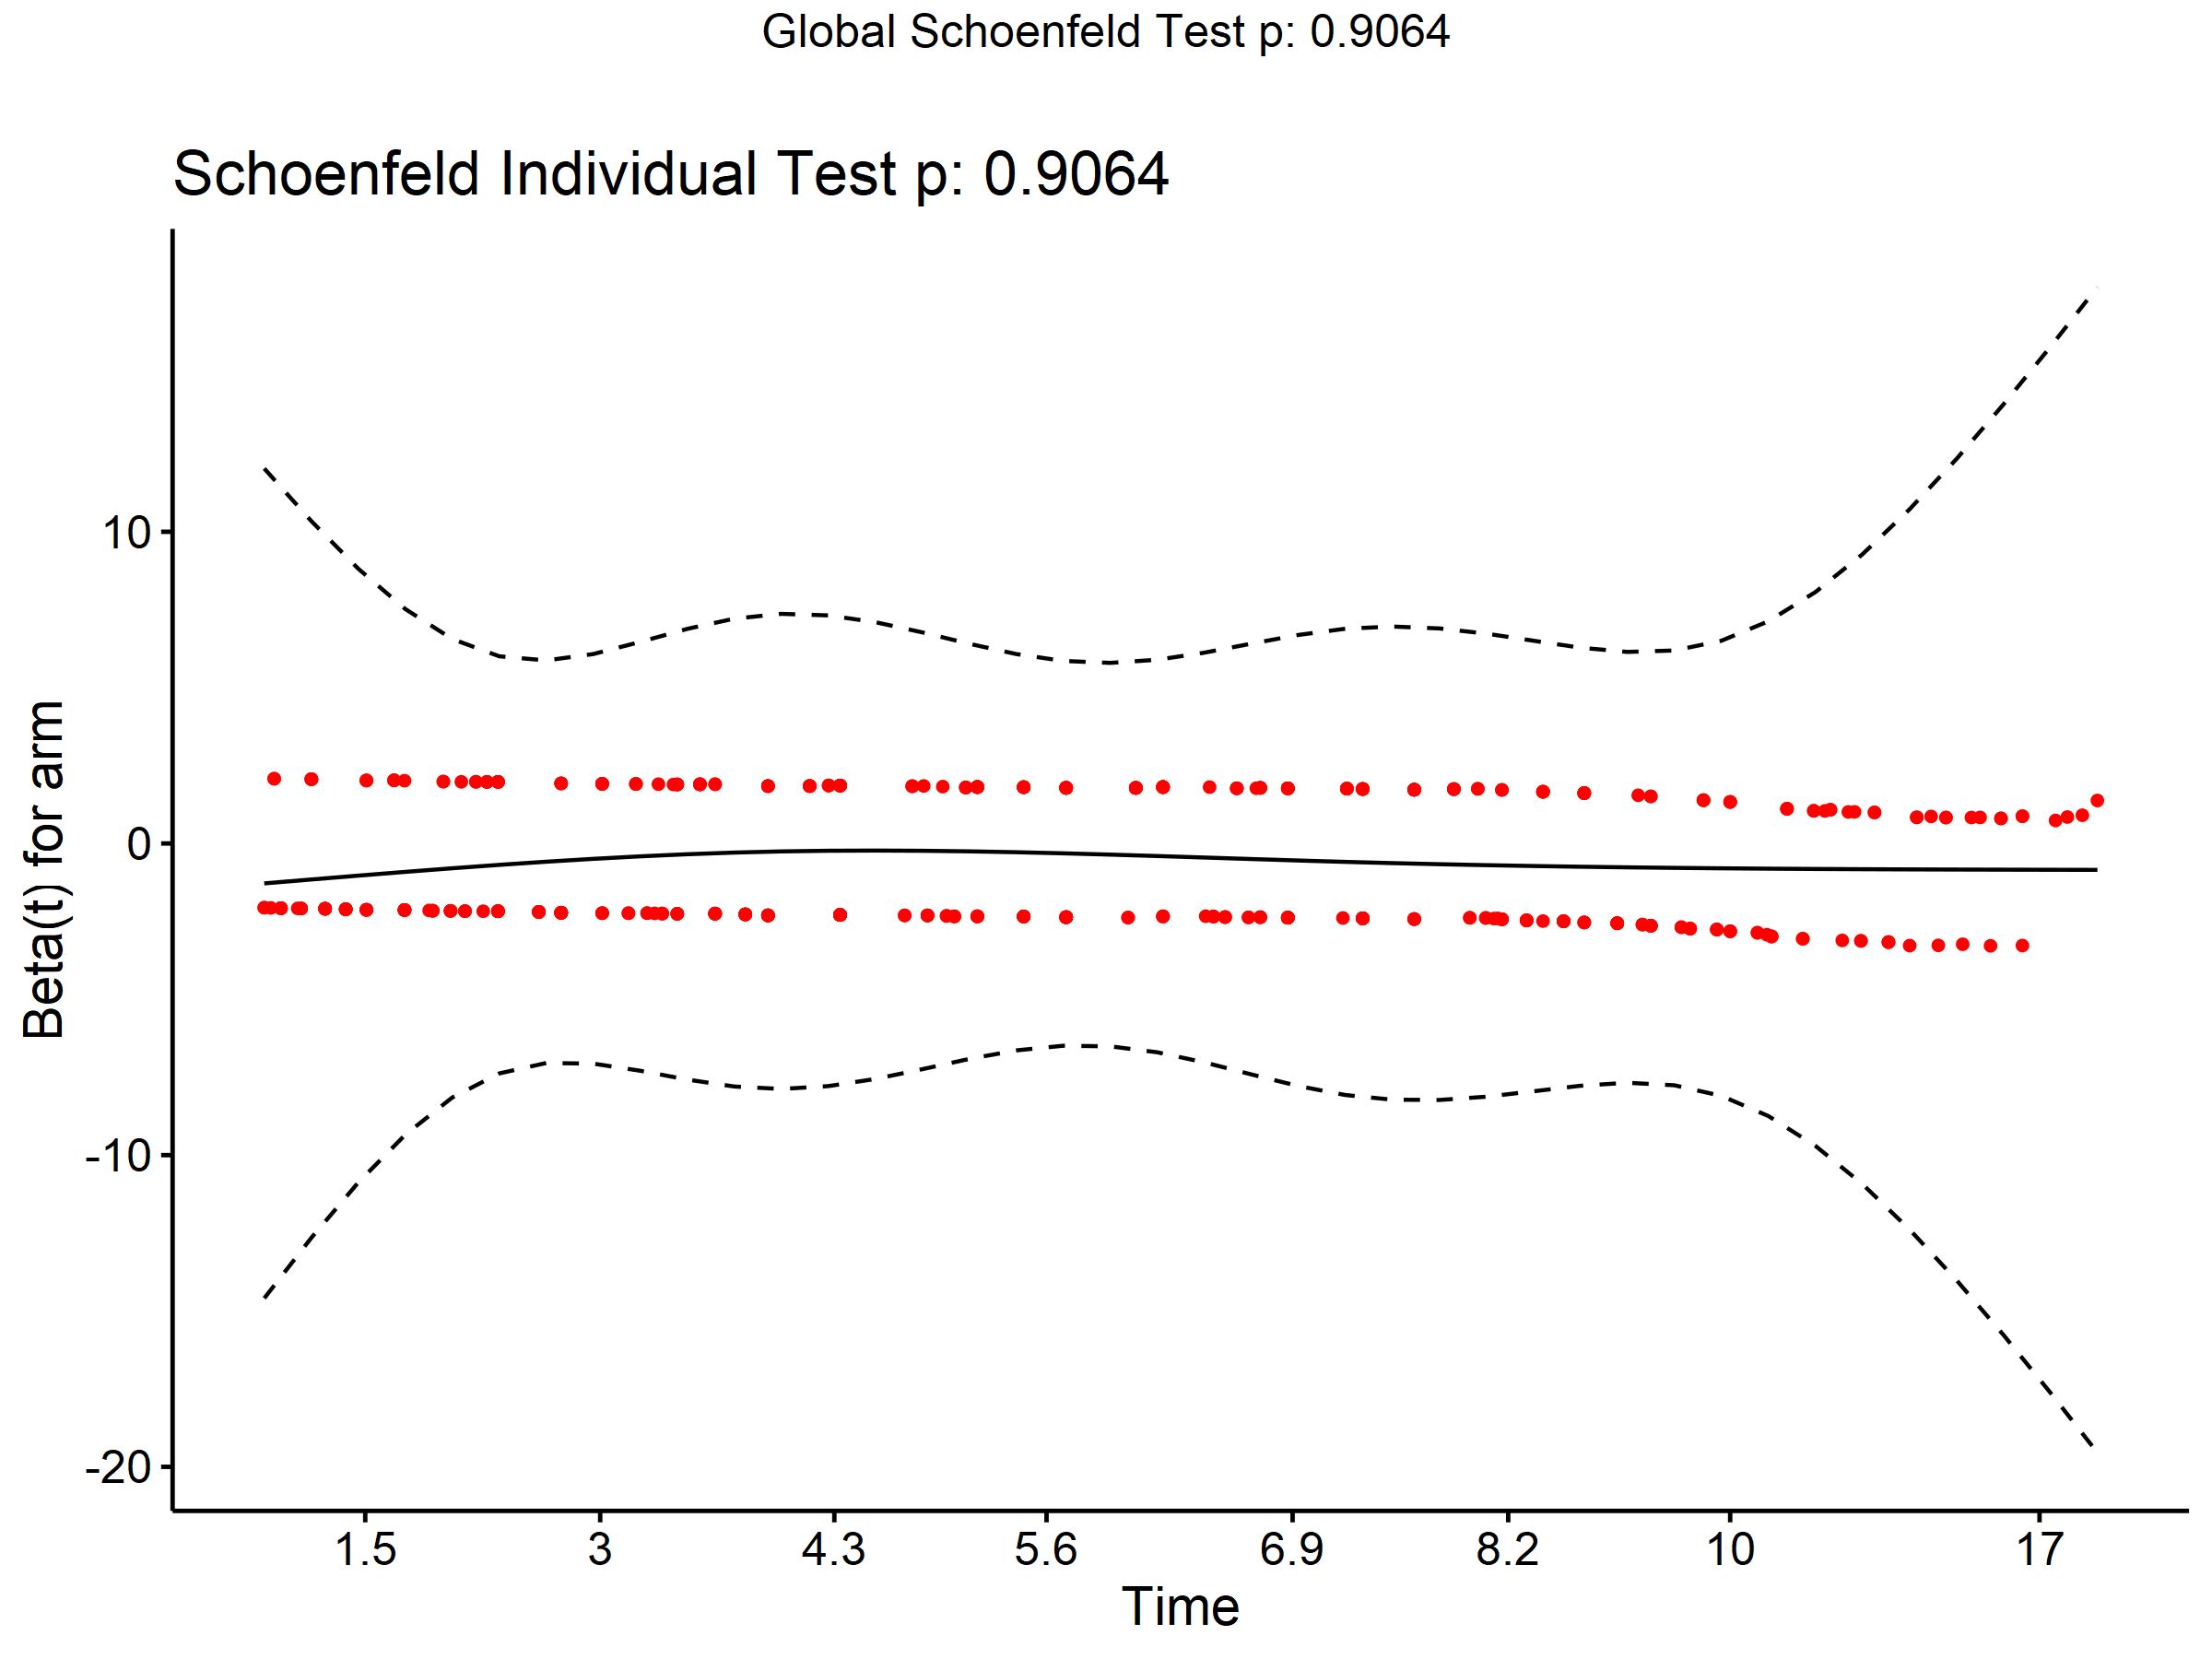 Global Schoenfeld Test p: 0.9064
Schoenfeld Individual Test p: 0.9064
10
0
-10
-20
Beta(t) for arm
1.5 3 4.3 5.6 6.9 8.2 10 17
Time